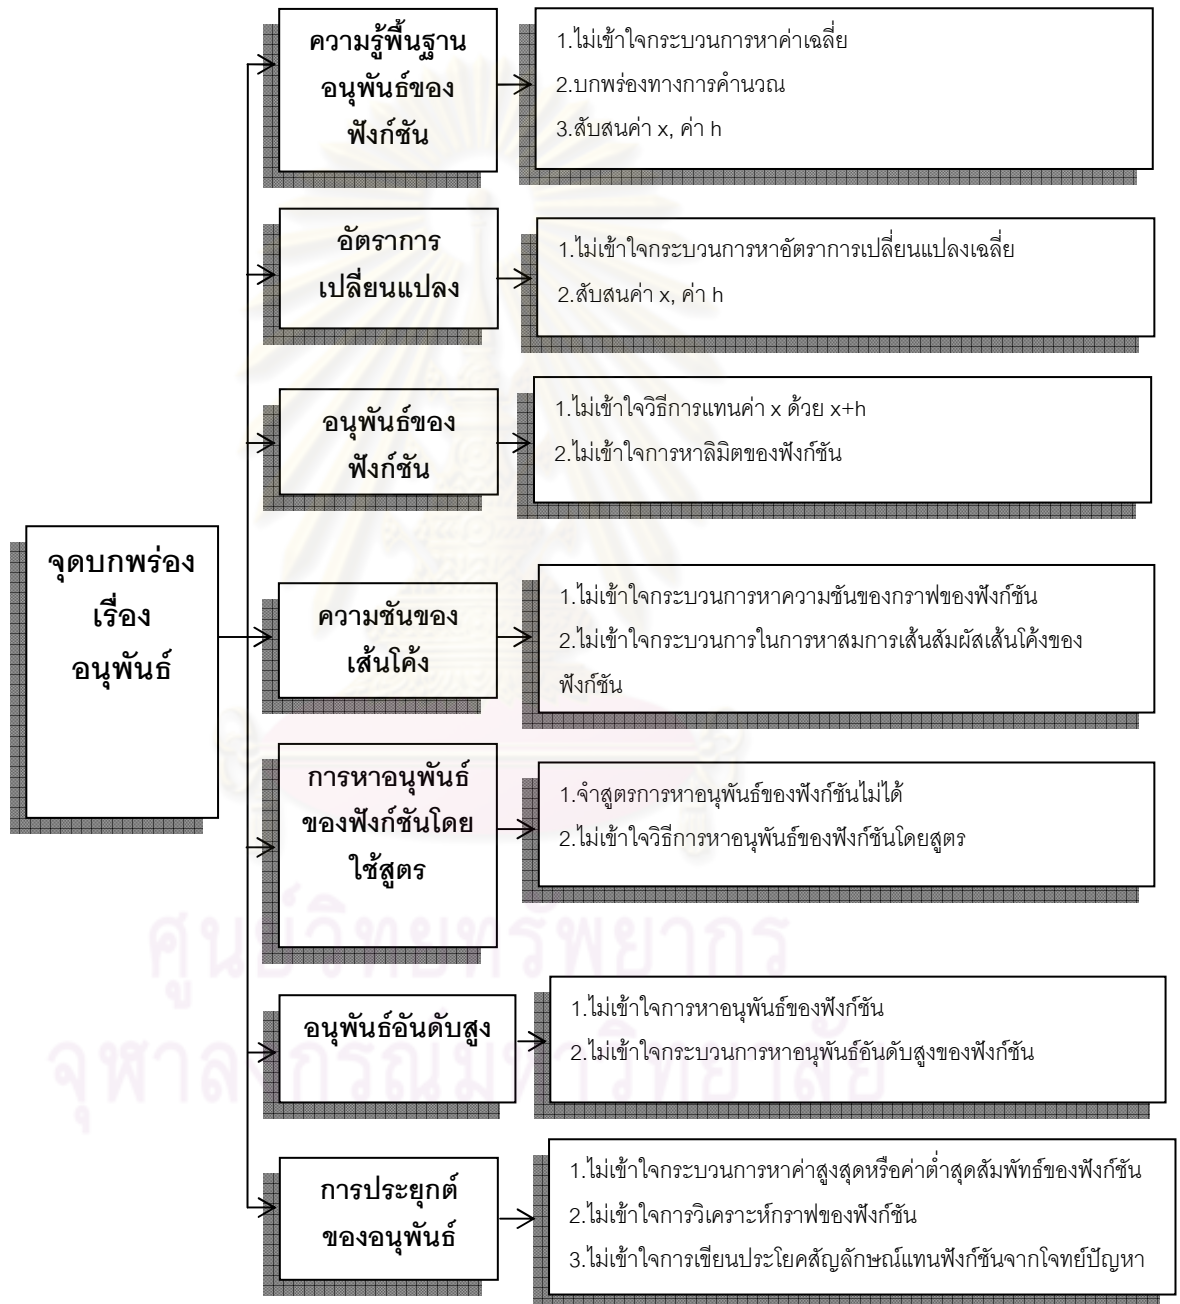 ความรู้พื้นฐาน
อนุพันธ์ของ
ฟังก์ชัน
1.ไม่เข้าใจกระบวนการหาค่าเฉลี่ย
2.บกพร่องทางการคำนวณ
3.สับสนค่า x, ค่า h
อัตราการ
เปลี่ยนแปลง
1.ไม่เข้าใจกระบวนการหาอัตราการเปลี่ยนแปลงเฉลี่ย
2.สับสนค่า x, ค่า h
อนุพันธ์ของ
ฟังก์ชัน
1.ไม่เข้าใจวิธีการแทนค่า x ด้วย x+h
2.ไม่เข้าใจการหาลิมิตของฟังก์ชัน
จุดบกพร่อง
เรื่อง
อนุพันธ์
ความชันของ
เส้นโค้ง
1.ไม่เข้าใจกระบวนการหาความชันของกราฟของฟังก์ชัน
2.ไม่เข้าใจกระบวนการในการหาสมการเส้นสัมผัสเส้นโค้งของ
ฟังก์ชัน
การหาอนุพันธ์
ของฟังก์ชันโดย
ใช้สูตร
1.จำสูตรการหาอนุพันธ์ของฟังก์ชันไม่ได้
2.ไม่เข้าใจวิธีการหาอนุพันธ์ของฟังก์ชันโดยสูตร
ศูนย์วิทยทรัพยากร
จุฬาลงกรณ์มหาวิทยาลัย
อนุพันธ์อันดับสูง
1.ไม่เข้าใจการหาอนุพันธ์ของฟังก์ชัน
2.ไม่เข้าใจกระบวนการหาอนุพันธ์อันดับสูงของฟังก์ชัน
การประยุกต์
ของอนุพันธ์
1.ไม่เข้าใจกระบวนการหาค่าสูงสุดหรือค่าต่ำสุดสัมพัทธ์ของฟังก์ชัน
2.ไม่เข้าใจการวิเคราะห์กราฟของฟังก์ชัน
3.ไม่เข้าใจการเขียนประโยคสัญลักษณ์แทนฟังก์ชันจากโจทย์ปัญหา